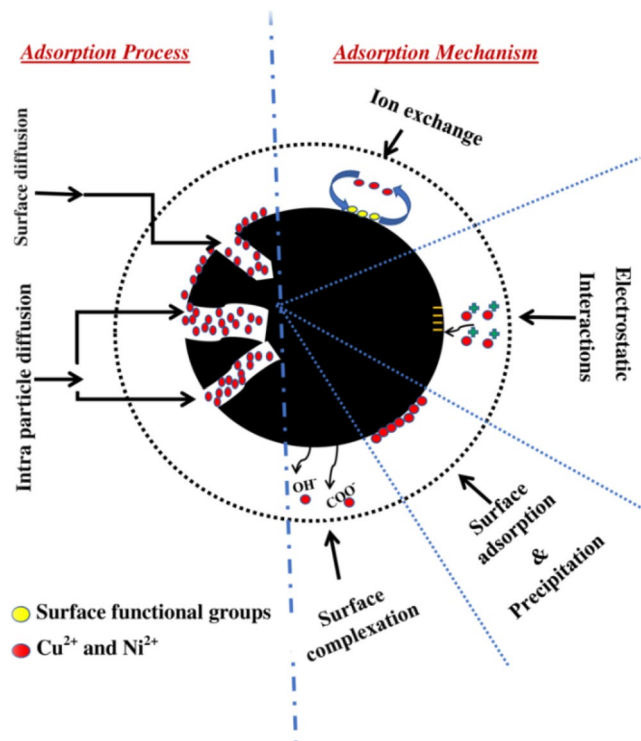 Adsorption Process
Adsorption Mechanism
Surface diffusion
Intra particle diffusion
Ion exchange
Electrostatic
Interactions
Surface
adsorption
&
Precipitation
Surface
complexation
OH⁻
COO⁻
Surface functional groups
Cu²⁺ and Ni²⁺